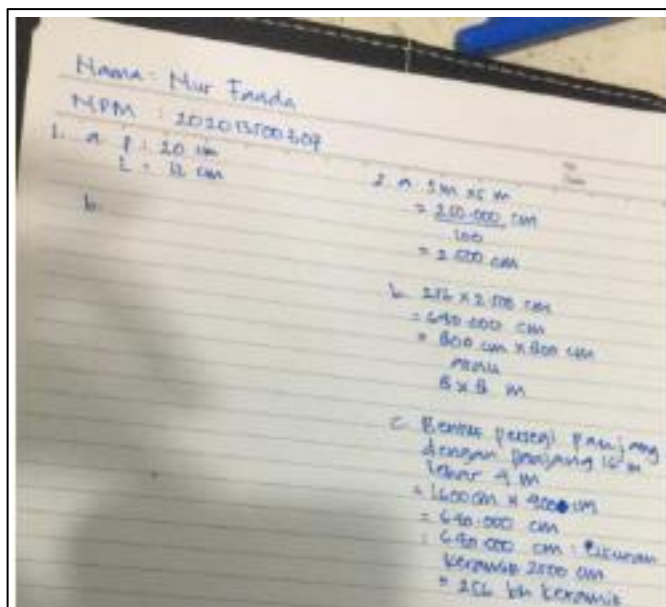 Nama : Nur Fanda
NPM : 202013500307
1. a p : 20 cm
L = 12 cm
b.
2. a. 5m x 5 m
= 250.000 cm
100
= 2.500 cm
b. 256 x 2.500 cm
= 640.000 cm
= 800 cm x 800 cm
atau
8 x 8 m
c. Bentuk persegi panjang
dengan panjang 16 m
lebar 4 m
= 1600 cm x 400 cm
= 640.000 cm
= 640.000 cm : Ukuran
keramik 2500 cm
= 256 bh keramik